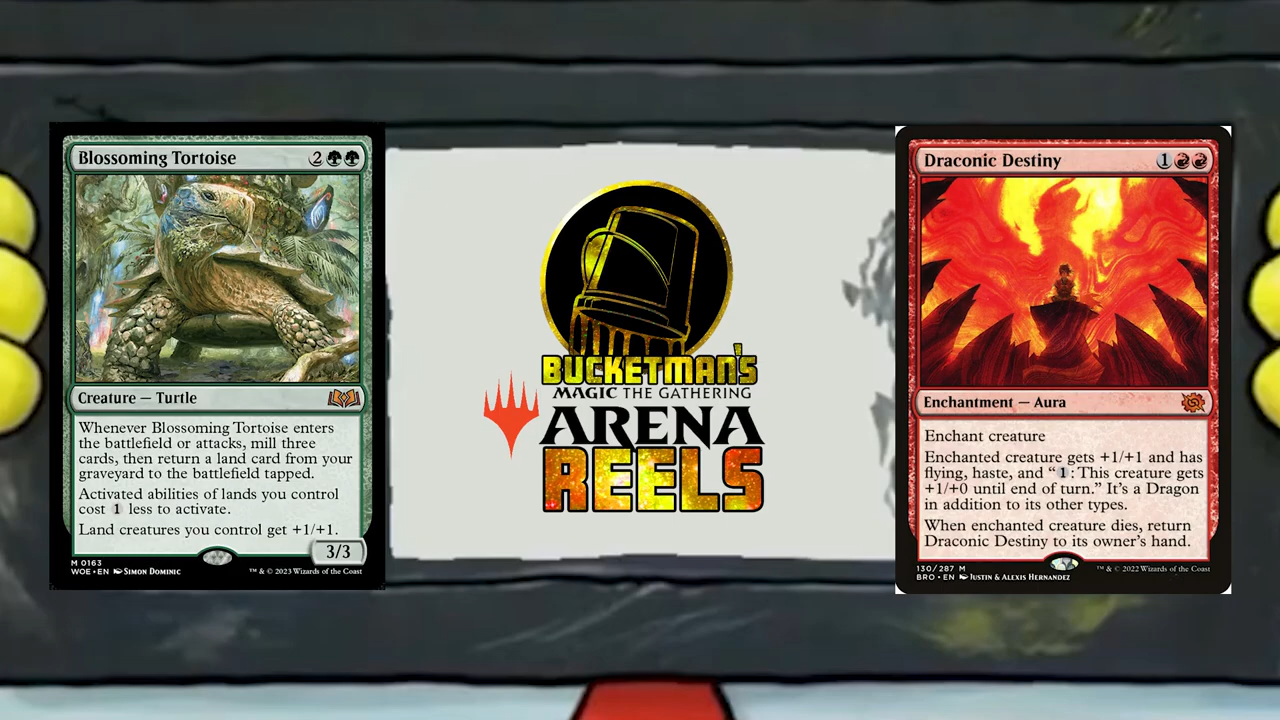 Blossoming Tortoise 2
Creature — Turtle
Whenever Blossoming Tortoise enters
the battlefield or attacks, mill three
cards, then return a land card from your
graveyard to the battlefield tapped.
Activated abilities of lands you control
cost 1 less to activate.
Land creatures you control get +1/+1.
3/3
M 0163
WOE • EN SIMON DOMINIC
™ & © 2023 Wizards of the Coast
BUCKETMAN'S
MAGIC THE GATHERING
ARENA
REELS
Draconic Destiny 1
Enchantment — Aura
Enchant creature
Enchanted creature gets +1/+1 and has
flying, haste, and “1: This creature gets
+1/+0 until end of turn.” It's a Dragon
in addition to its other types.
When enchanted creature dies, return
Draconic Destiny to its owner's hand.
130/287 M
BRO • EN JUSTIN & ALEXIS HERNANDEZ
™ & © 2022 Wizards of the Coast